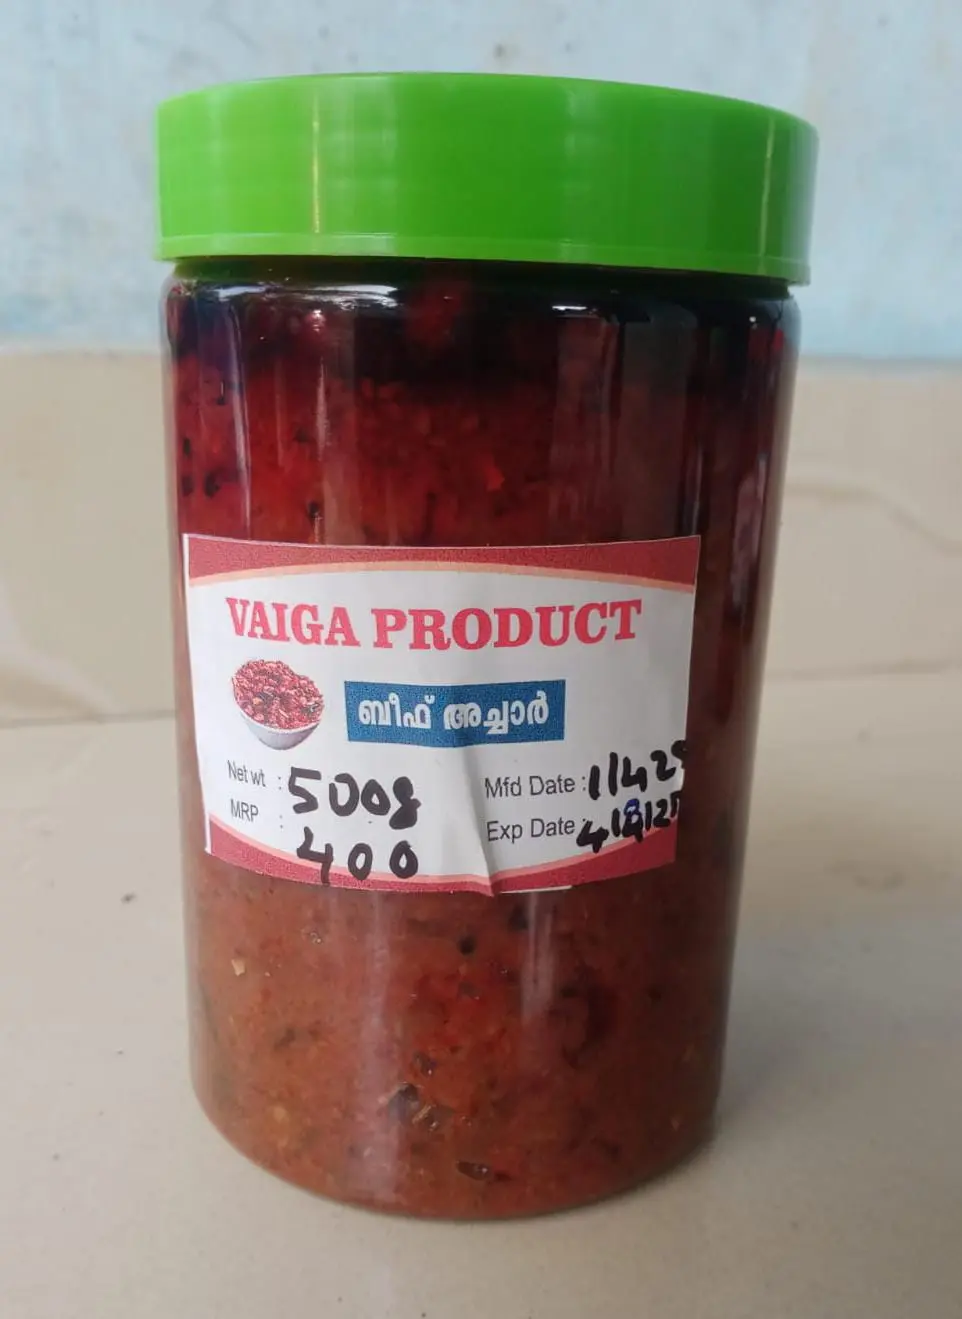 VAIGA PRODUCT
ബീഫ് അച്ചാർ
Net wt : 500g
MRP : 400
Mfd Date :
Exp Date :